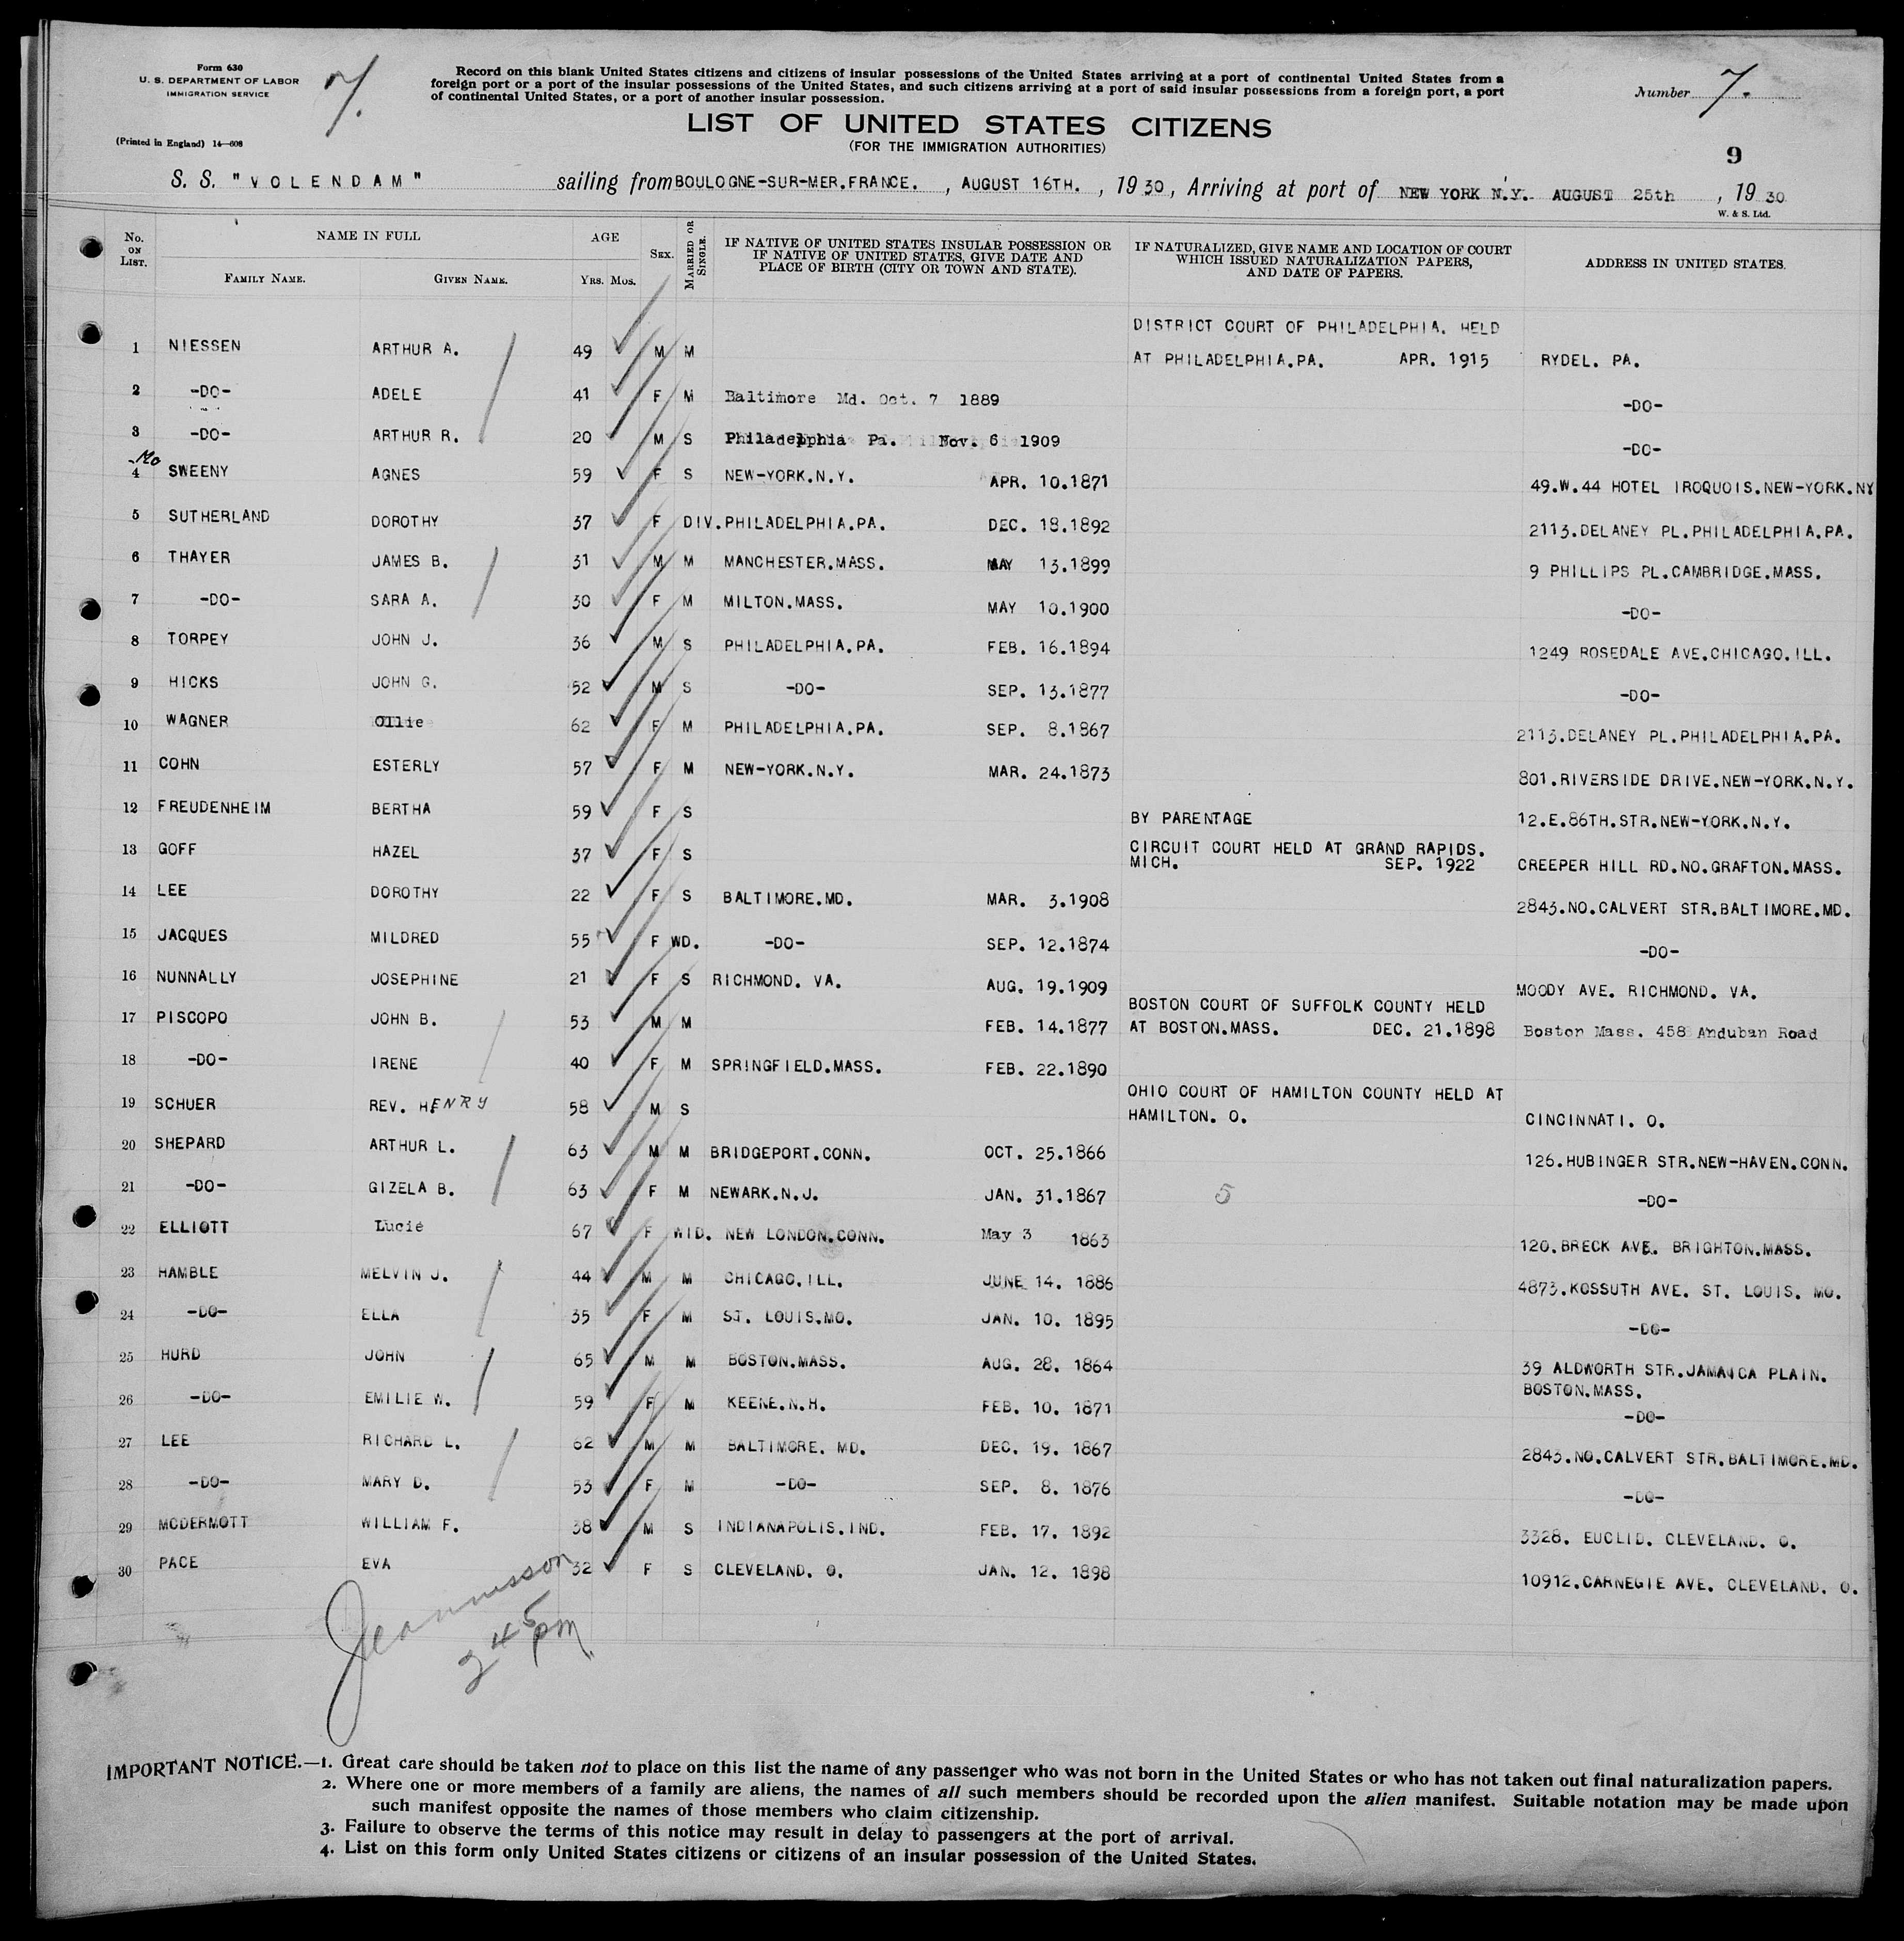 Form 630
U. S. DEPARTMENT OF LABOR
IMMIGRATION SERVICE
(Printed in England) 14—608
7.
Record on this blank United States citizens and citizens of insular possessions of the United States arriving at a port of continental United States from a
foreign port or a port of the insular possessions of the United States, and such citizens arriving at a port of said insular possessions from a foreign port, a port
of continental United States, or a port of another insular possession.
Number 7.
LIST OF UNITED STATES CITIZENS
(FOR THE IMMIGRATION AUTHORITIES)
9
S. S. "VOLENDAM" sailing from BOULOGNE-SUR-MER.FRANCE. , AUGUST 16TH. , 1930, Arriving at port of NEW YORK N.Y. AUGUST 25th , 1930
W. & S. Ltd.
No. ON LIST. NAME IN FULL FAMILY NAME. GIVEN NAME. AGE YRS. MOS. SEX. MARRIED OR SINGLE. IF NATIVE OF UNITED STATES INSULAR POSSESSION OR IF NATIVE OF UNITED STATES, GIVE DATE AND PLACE OF BIRTH (CITY OR TOWN AND STATE). IF NATURALIZED, GIVE NAME AND LOCATION OF COURT WHICH ISSUED NATURALIZATION PAPERS, AND DATE OF PAPERS. ADDRESS IN UNITED STATES.
DISTRICT COURT OF PHILADELPHIA. HELD
1 NIESSEN ARTHUR A. 49 M M AT PHILADELPHIA.PA. APR. 1915 RYDEL. PA.
2 -DO- ADELE 41 F M Baltimore Md. Oct. 7 1889 -DO-
3 -DO- ARTHUR R. 20 M S Philadelphia Pa. Nov. 6 1909 -DO-
Mo
4 SWEENY AGNES 59 F S NEW-YORK.N.Y. APR. 10.1871 49.W.44 HOTEL IROQUOIS.NEW-YORK.NY
5 SUTHERLAND DOROTHY 37 F DIV. PHILADELPHIA.PA. DEC. 18.1892 2113.DELANEY PL.PHILADELPHIA.PA.
6 THAYER JAMES B. 31 M M MANCHESTER.MASS. MAY 13.1899 9 PHILLIPS PL.CAMBRIDGE.MASS.
7 -DO- SARA A. 30 F M MILTON.MASS. MAY 10.1900 -DO-
8 TORPEY JOHN J. 36 M S PHILADELPHIA.PA. FEB. 16.1894 1249 ROSEDALE AVE.CHICAGO.ILL.
9 HICKS JOHN G. 52 M S -DO- SEP. 13.1877 -DO-
10 WAGNER Ollie 62 F M PHILADELPHIA.PA. SEP. 8.1867 2113.DELANEY PL.PHILADELPHIA.PA.
11 COHN ESTERLY 57 F M NEW-YORK.N.Y. MAR. 24.1873 801.RIVERSIDE DRIVE.NEW-YORK.N.Y.
12 FREUDENHEIM BERTHA 59 F S BY PARENTAGE 12.E.86TH.STR.NEW-YORK.N.Y.
CIRCUIT COURT HELD AT GRAND RAPIDS.
13 GOFF HAZEL 37 F S MICH. SEP. 1922 CREEPER HILL RD.NO.GRAFTON.MASS.
14 LEE DOROTHY 22 F S BALTIMORE.MD. MAR. 3.1908 2843.NO.CALVERT STR.BALTIMORE.MD.
15 JACQUES MILDRED 55 F WD. -DO- SEP. 12.1874 -DO-
16 NUNNALLY JOSEPHINE 21 F S RICHMOND. VA. AUG. 19.1909 MOODY AVE. RICHMOND. VA.
BOSTON COURT OF SUFFOLK COUNTY HELD
17 PISCOPO JOHN B. 53 M M FEB. 14.1877 AT BOSTON.MASS. DEC. 21.1898 Boston Mass. 458 Anduban Road
18 -DO- IRENE 40 F M SPRINGFIELD.MASS. FEB. 22.1890
OHIO COURT OF HAMILTON COUNTY HELD AT
19 SCHUER REV. HENRY 58 M S HAMILTON. O. CINCINNATI. O.
20 SHEPARD ARTHUR L. 63 M M BRIDGEPORT.CONN. OCT. 25.1866 126.HUBINGER STR.NEW-HAVEN.CONN.
21 -DO- GIZELA B. 63 F M NEWARK.N.J. JAN. 31.1867 5 -DO-
22 ELLIOTT Lucie 67 F WID. NEW LONDON.CONN. May 3 1863 120.BRECK AVE. BRIGHTON.MASS.
23 HAMBLE MELVIN J. 44 M M CHICAGO.ILL. JUNE 14. 1886 4873.KOSSUTH AVE. ST. LOUIS. MO.
24 -DO- ELLA 35 F M ST. LOUIS.MO. JAN. 10. 1895 -DO-
25 HURD JOHN 65 M M BOSTON.MASS. AUG. 28. 1864 39 ALDWORTH STR.JAMAICA PLAIN.
BOSTON.MASS.
26 -DO- EMILIE W. 59 F M KEENE.N.H. FEB. 10. 1871 -DO-
27 LEE RICHARD L. 62 M M BALTIMORE. MD. DEC. 19. 1867 2843.NO.CALVERT STR.BALTIMORE.MD.
28 -DO- MARY D. 53 F M -DO- SEP. 8. 1876 -DO-
29 MCDERMOTT WILLIAM F. 38 M S INDIANAPOLIS.IND. FEB. 17. 1892 3328. EUCLID. CLEVELAND. O.
30 PACE EVA 32 F S CLEVELAND. O. JAN. 12. 1898 10912.CARNEGIE AVE. CLEVELAND. O.
2 45 pm
IMPORTANT NOTICE.—1. Great care should be taken not to place on this list the name of any passenger who was not born in the United States or who has not taken out final naturalization papers.
2. Where one or more members of a family are aliens, the names of all such members should be recorded upon the alien manifest. Suitable notation may be made upon
such manifest opposite the names of those members who claim citizenship.
3. Failure to observe the terms of this notice may result in delay to passengers at the port of arrival.
4. List on this form only United States citizens or citizens of an insular possession of the United States.